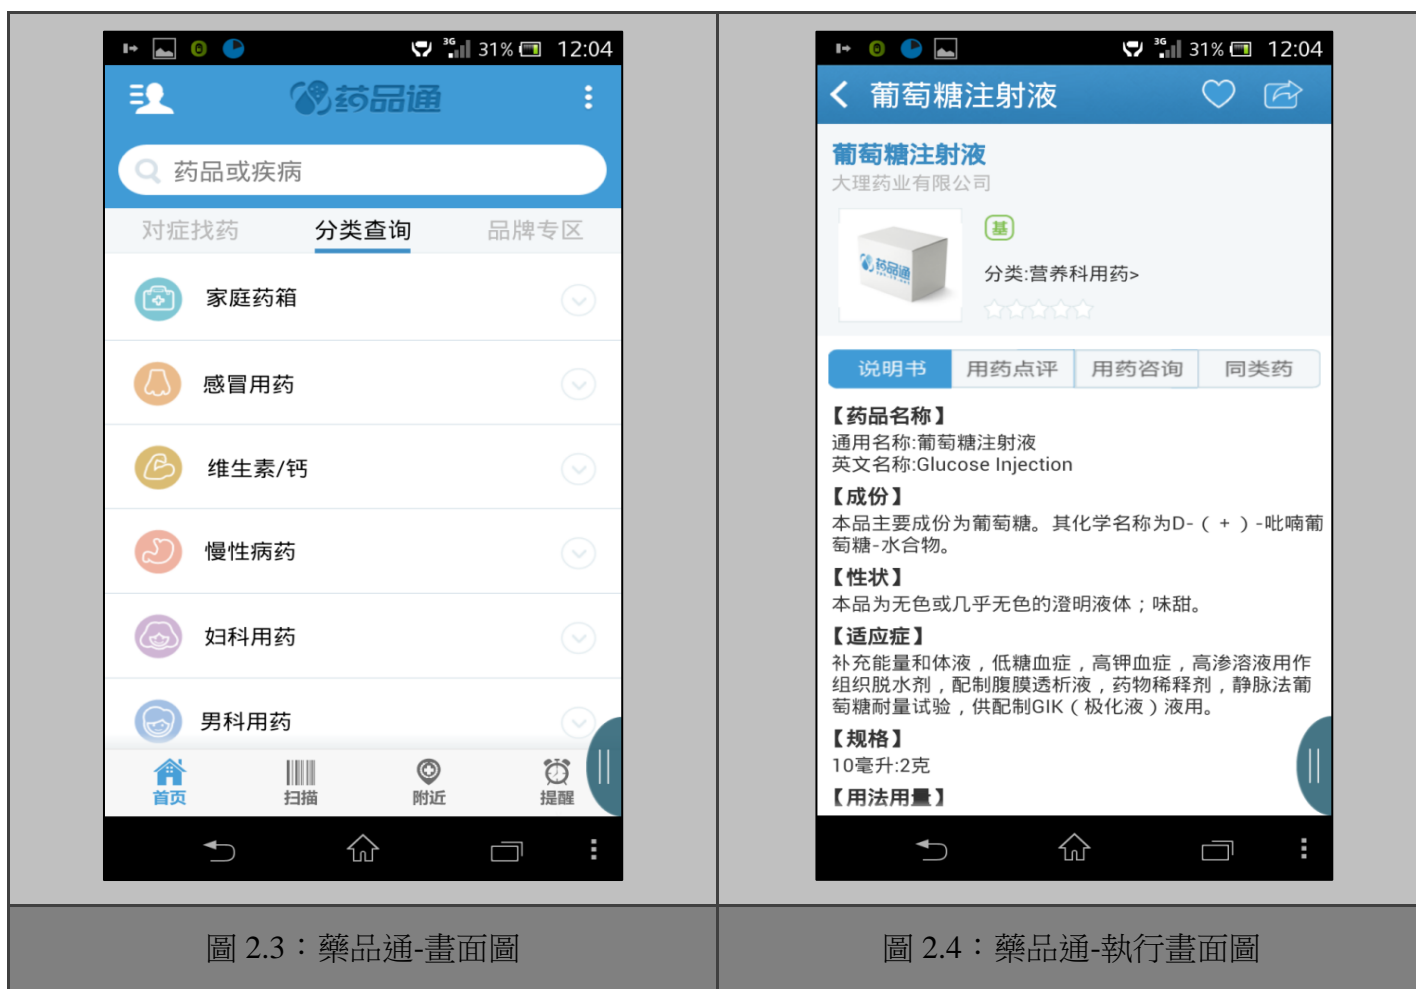 3G 31% 12:04
药品通
药品或疾病
对症找药 分类查询 品牌专区
家庭药箱
感冒用药
维生素/钙
慢性病药
妇科用药
男科用药
首页 扫描 附近 提醒
圖 2.3：藥品通-畫面圖
3G 31% 12:04
葡萄糖注射液
葡萄糖注射液
大理药业有限公司
基
药品通
分类:营养科用药>
说明书 用药点评 用药咨询 同类药
【药品名称】
通用名称:葡萄糖注射液
英文名称:Glucose Injection
【成份】
本品主要成份为葡萄糖。其化学名称为D-（+）-吡喃葡
萄糖-水合物。
【性状】
本品为无色或几乎无色的澄明液体；味甜。
【适应症】
补充能量和体液，低糖血症，高钾血症，高渗溶液用作
组织脱水剂，配制腹膜透析液，药物稀释剂，静脉法葡
萄糖耐量试验，供配制GIK（极化液）液用。
【规格】
10毫升:2克
【用法用量】
圖 2.4：藥品通-執行畫面圖